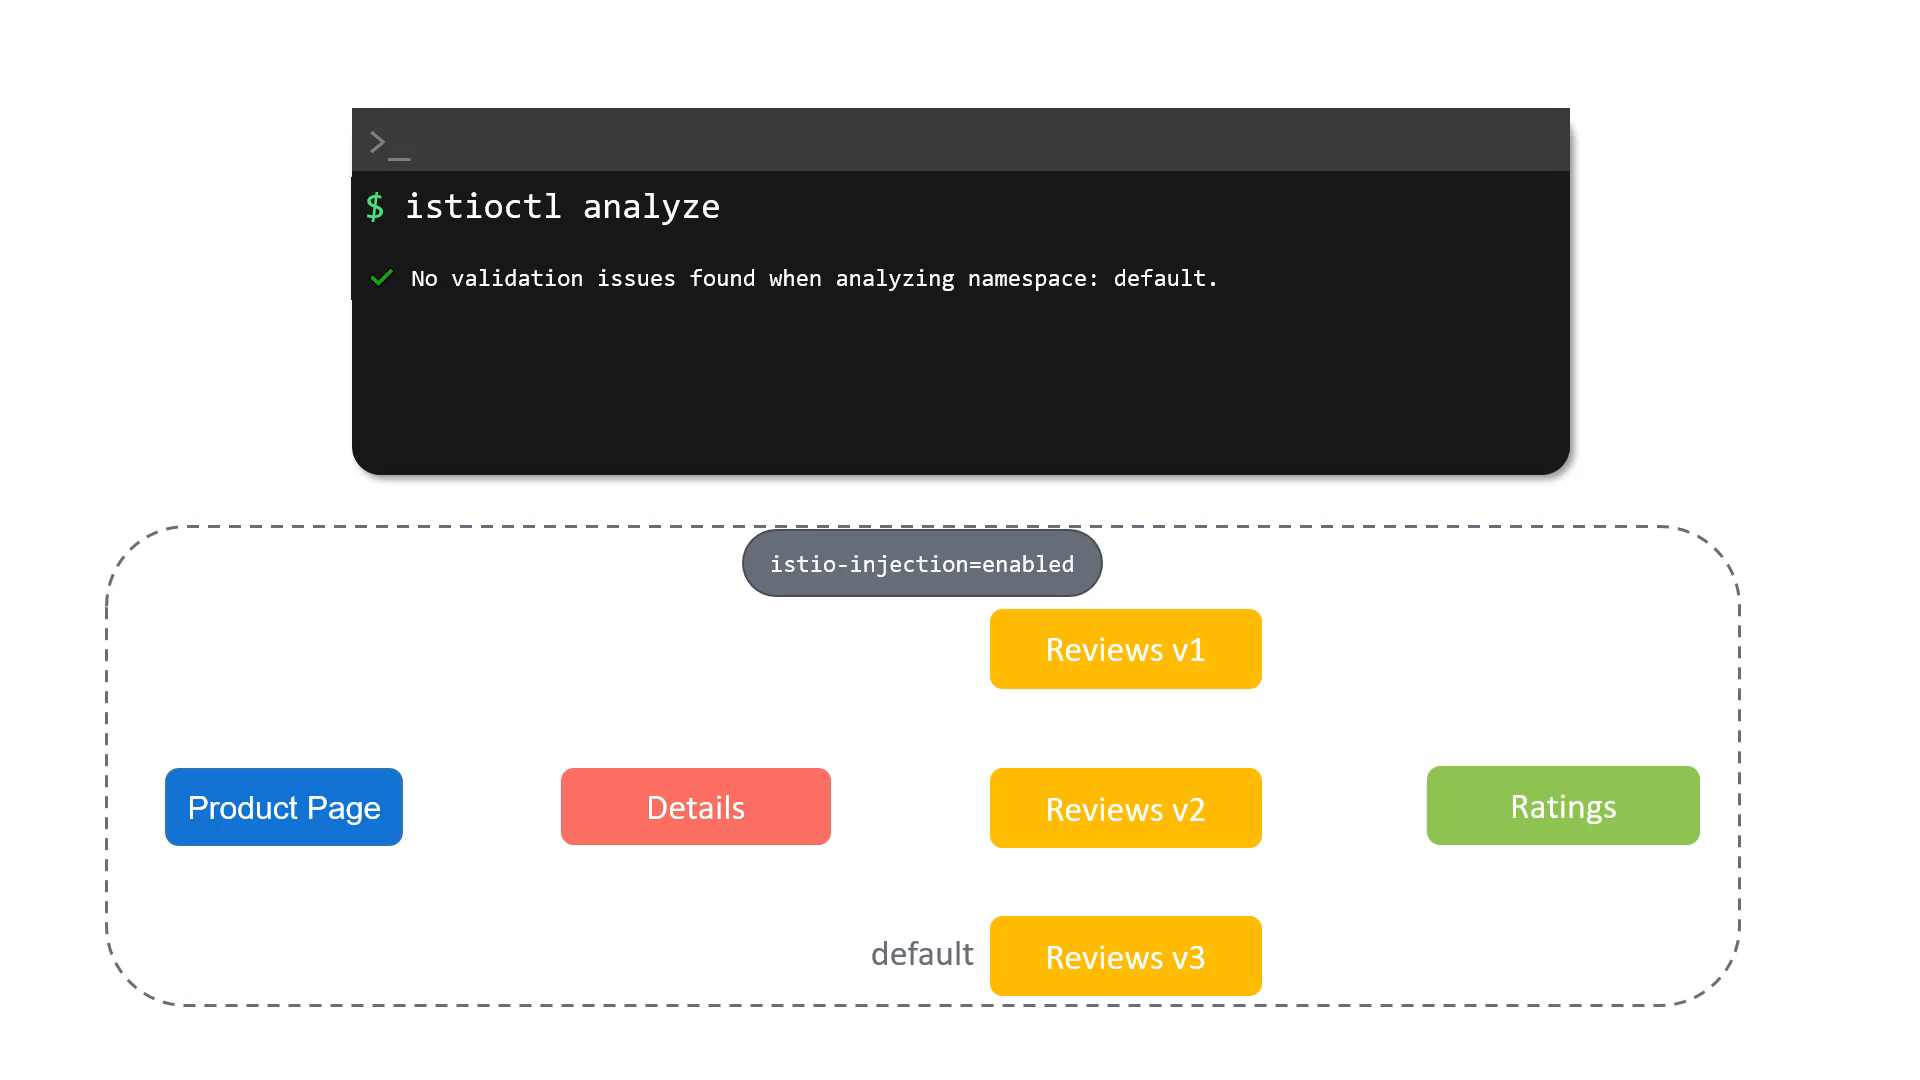 >_
$ istioctl analyze
✔ No validation issues found when analyzing namespace: default.
istio-injection=enabled
Reviews v1
Product Page
Details
Reviews v2
Ratings
default
Reviews v3